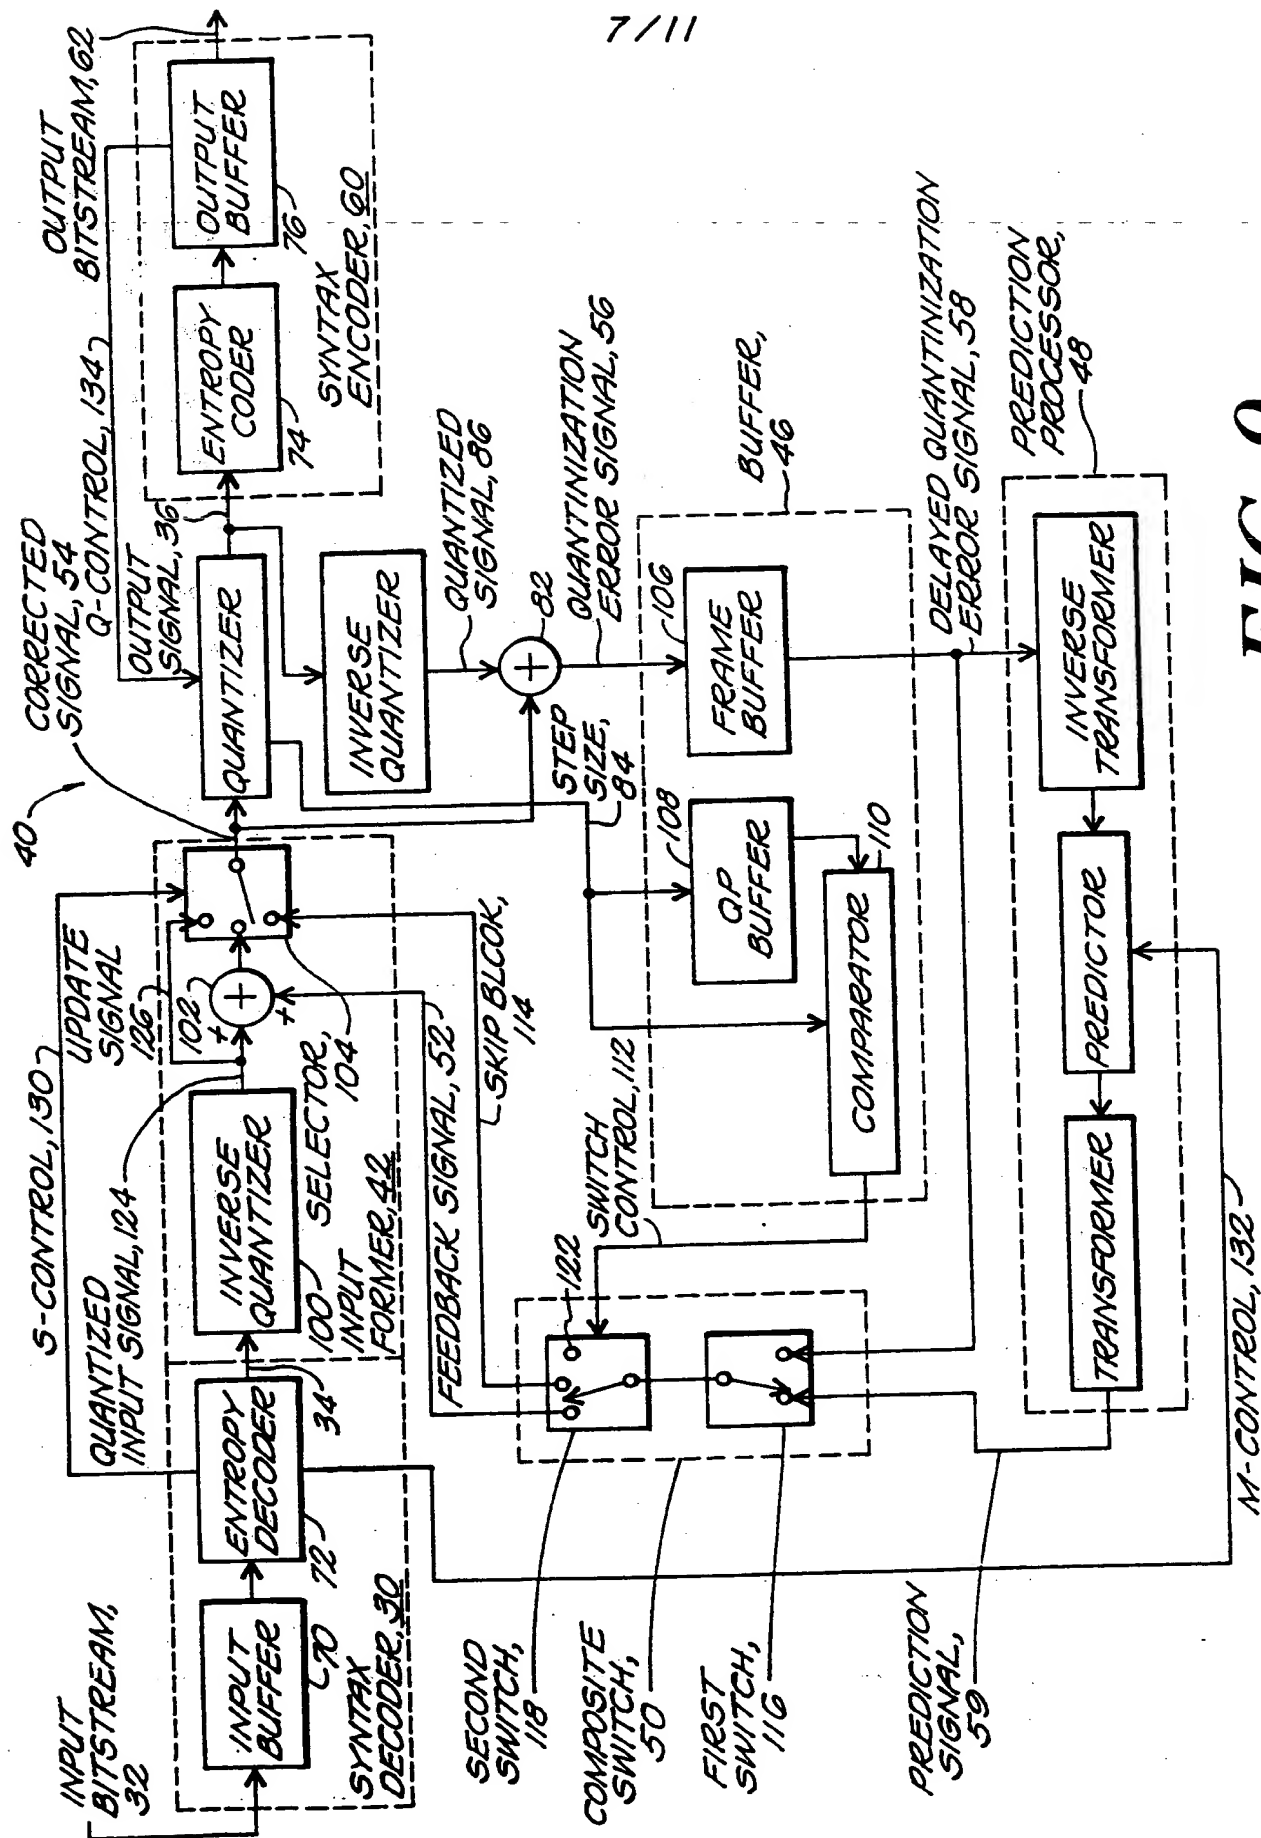 7/11
INPUT
BITSTREAM,
32
INPUT
BUFFER
70
SYNTAX
DECODER, 30
ENTROPY
DECODER
72
34
S-CONTROL, 130
QUANTIZED
INPUT SIGNAL, 124
INVERSE
QUANTIZER
100
INPUT
FORMER, 42
SELECTOR,
104
UPDATE
SIGNAL
126
102
+
+
+
40
CORRECTED
SIGNAL, 54
Q-CONTROL, 134
OUTPUT
SIGNAL, 36
QUANTIZER
ENTROPY
CODER
74
OUTPUT
BUFFER
76
SYNTAX
ENCODER, 60
OUTPUT
BITSTREAM, 62
INVERSE
QUANTIZER
QUANTIZED
SIGNAL, 86
+
82
QUANTINIZATION
ERROR SIGNAL, 56
STEP
SIZE,
84
FEEDBACK SIGNAL, 52
SKIP BLCOK,
114
SWITCH
CONTROL, 112
122
BUFFER,
46
106
FRAME
BUFFER
108
QP
BUFFER
110
COMPARATOR
DELAYED QUANTINIZATION
ERROR SIGNAL, 58
SECOND
SWITCH,
118
COMPOSITE
SWITCH,
50
FIRST
SWITCH,
116
PREDICTION
SIGNAL,
59
PREDICTION
PROCESSOR,
48
INVERSE
TRANSFORMER
PREDICTOR
TRANSFORMER
M-CONTROL, 132